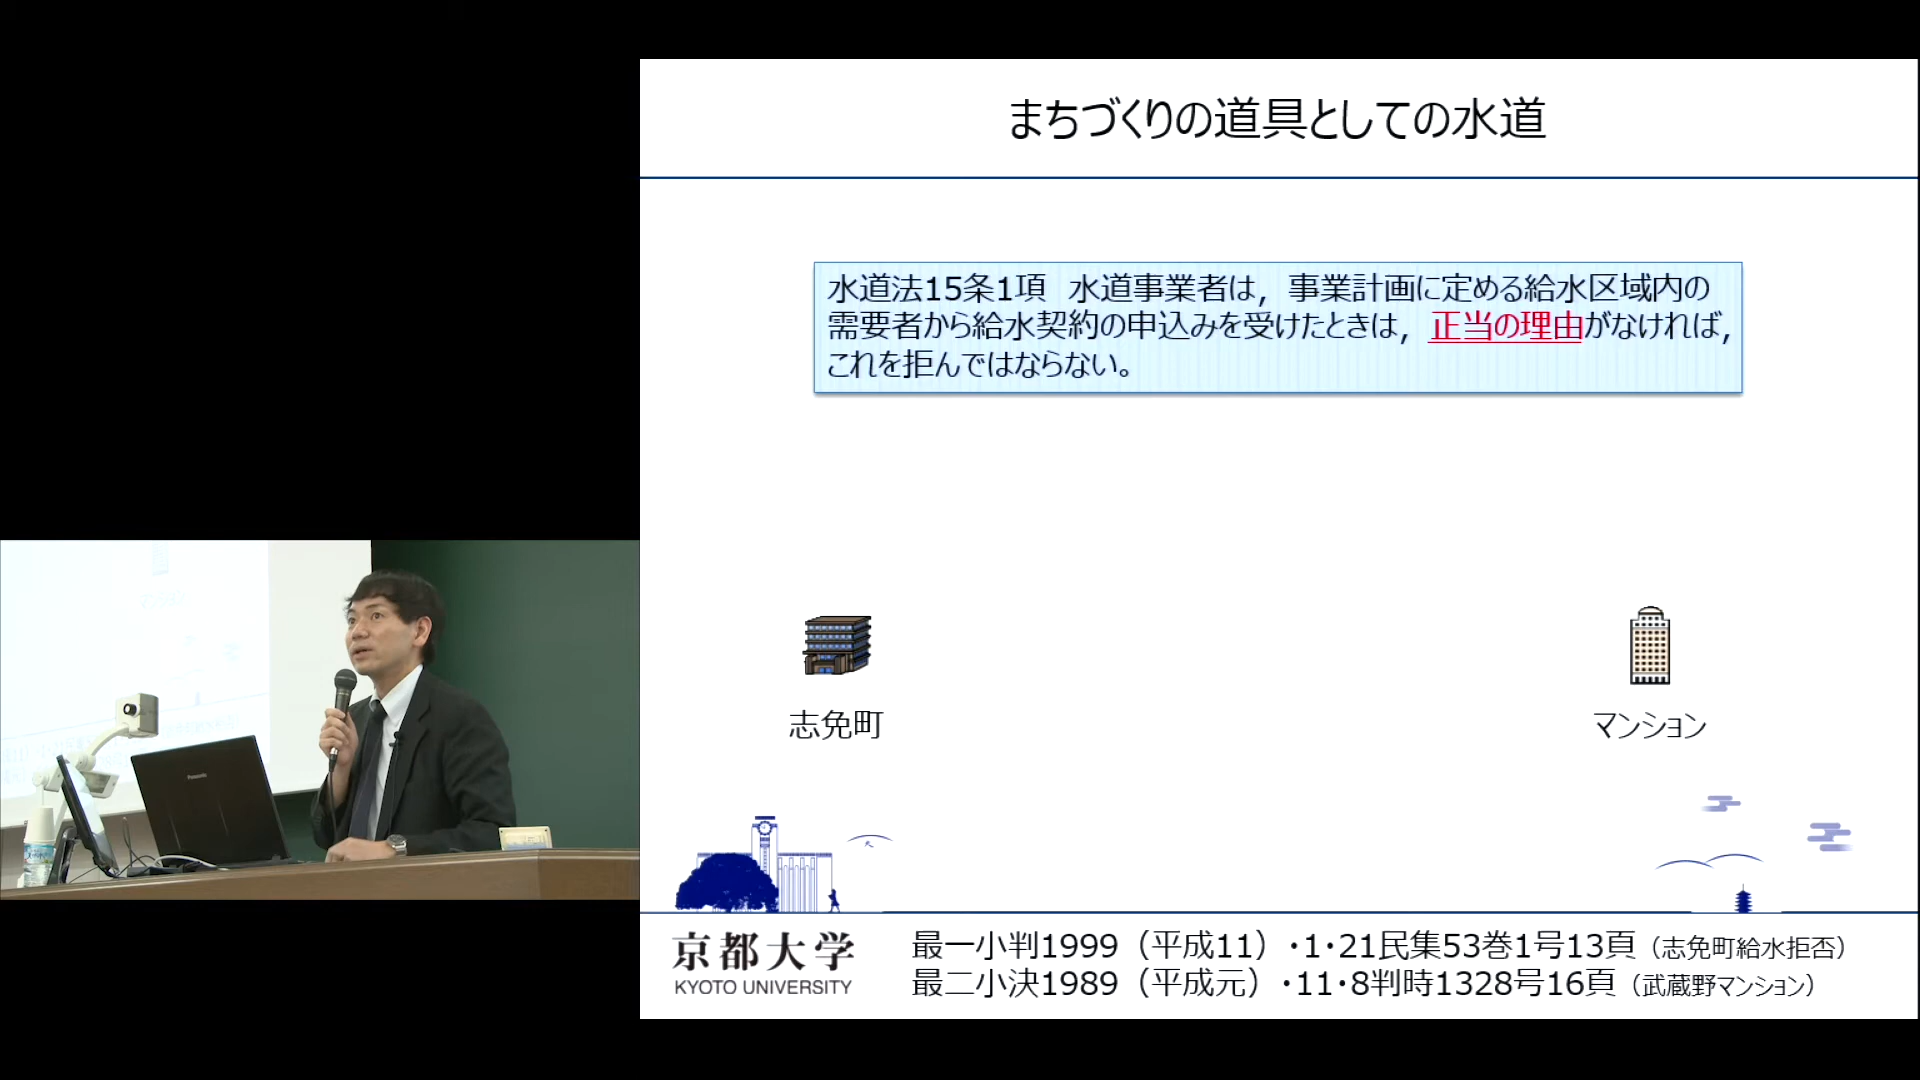 まちづくりの道具としての水道
水道法15条1項　水道事業者は，事業計画に定める給水区域内の
需要者から給水契約の申込みを受けたときは，正当の理由がなければ，
これを拒んではならない。
志免町
マンション
京都大学
KYOTO UNIVERSITY
最一小判1999（平成11）・1・21民集53巻1号13頁（志免町給水拒否）
最二小決1989（平成元）・11・8判時1328号16頁（武蔵野マンション）
Panasonic